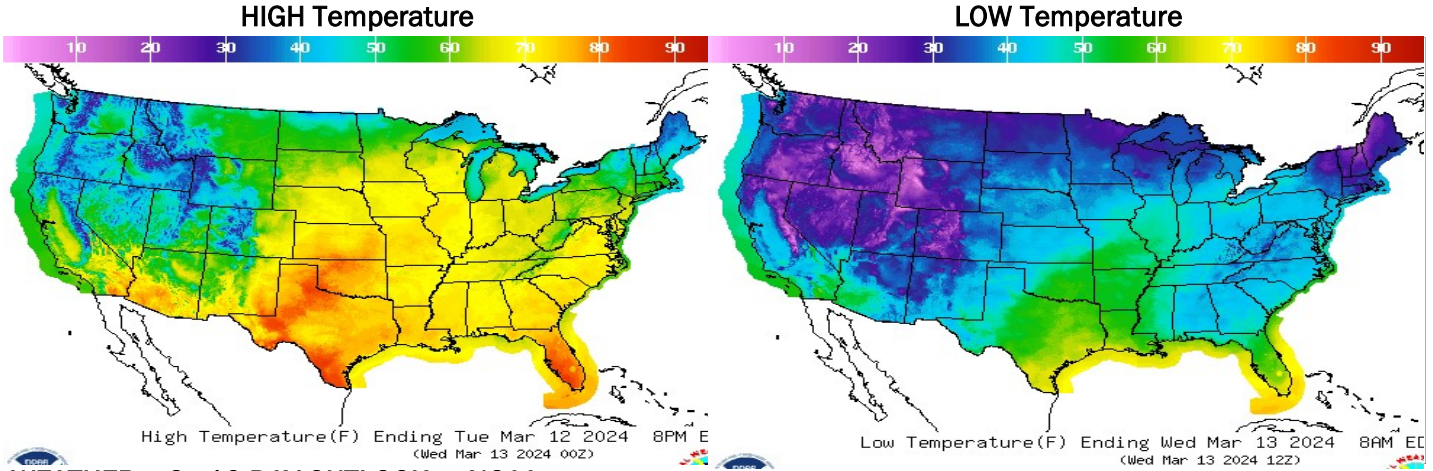 HIGH Temperature
LOW Temperature
10 20 30 40 50 60 70 80 90
10 20 30 40 50 60 70 80 90
High Temperature(F) Ending Tue Mar 12 2024 8PM E
(Wed Mar 13 2024 00Z)
Low Temperature(F) Ending Wed Mar 13 2024 8AM ED
(Wed Mar 13 2024 12Z)